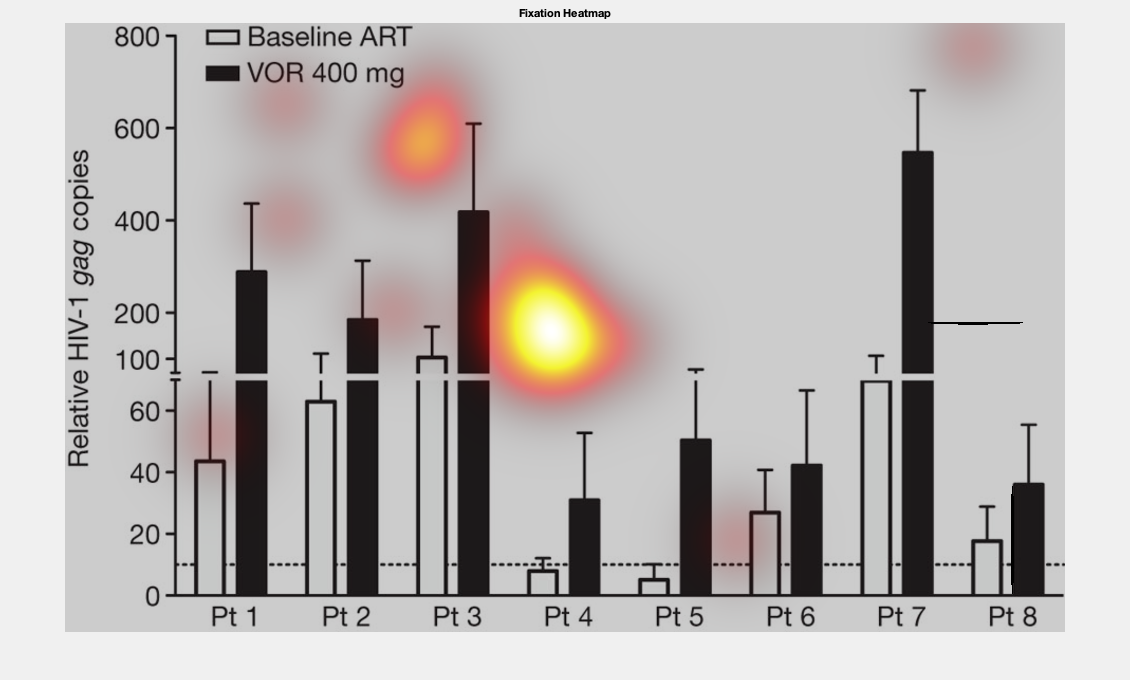 Fixation Heatmap
Baseline ART
VOR 400 mg
Relative HIV-1 gag copies
800
600
400
200
100
60
40
20
0
Pt 1 Pt 2 Pt 3 Pt 4 Pt 5 Pt 6 Pt 7 Pt 8